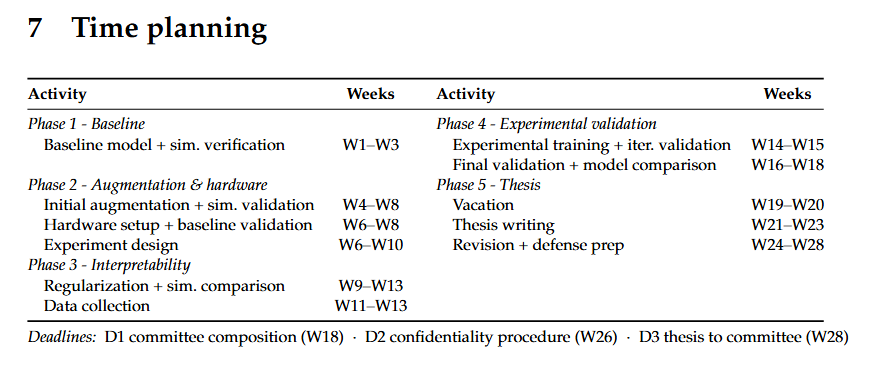 7 Time planning
Activity Weeks Activity Weeks
Phase 1 - Baseline Phase 4 - Experimental validation
Baseline model + sim. verification W1–W3 Experimental training + iter. validation W14–W15
Final validation + model comparison W16–W18
Phase 2 - Augmentation & hardware Phase 5 - Thesis
Initial augmentation + sim. validation W4–W8 Vacation W19–W20
Hardware setup + baseline validation W6–W8 Thesis writing W21–W23
Experiment design W6–W10 Revision + defense prep W24–W28
Phase 3 - Interpretability
Regularization + sim. comparison W9–W13
Data collection W11–W13
Deadlines: D1 committee composition (W18) · D2 confidentiality procedure (W26) · D3 thesis to committee (W28)